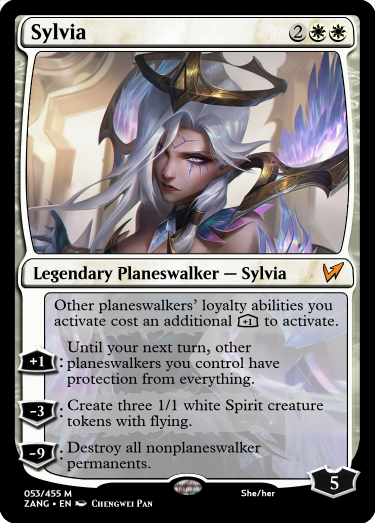 Sylvia 2
Legendary Planeswalker — Sylvia
Other planeswalkers' loyalty abilities you
activate cost an additional +1 to activate.
Until your next turn, other
+1 : planeswalkers you control have
protection from everything.
-3 : Create three 1/1 white Spirit creature
tokens with flying.
-9 : Destroy all nonplaneswalker
permanents.
5
053/455 M
She/her
ZANG • EN Chengwei Pan